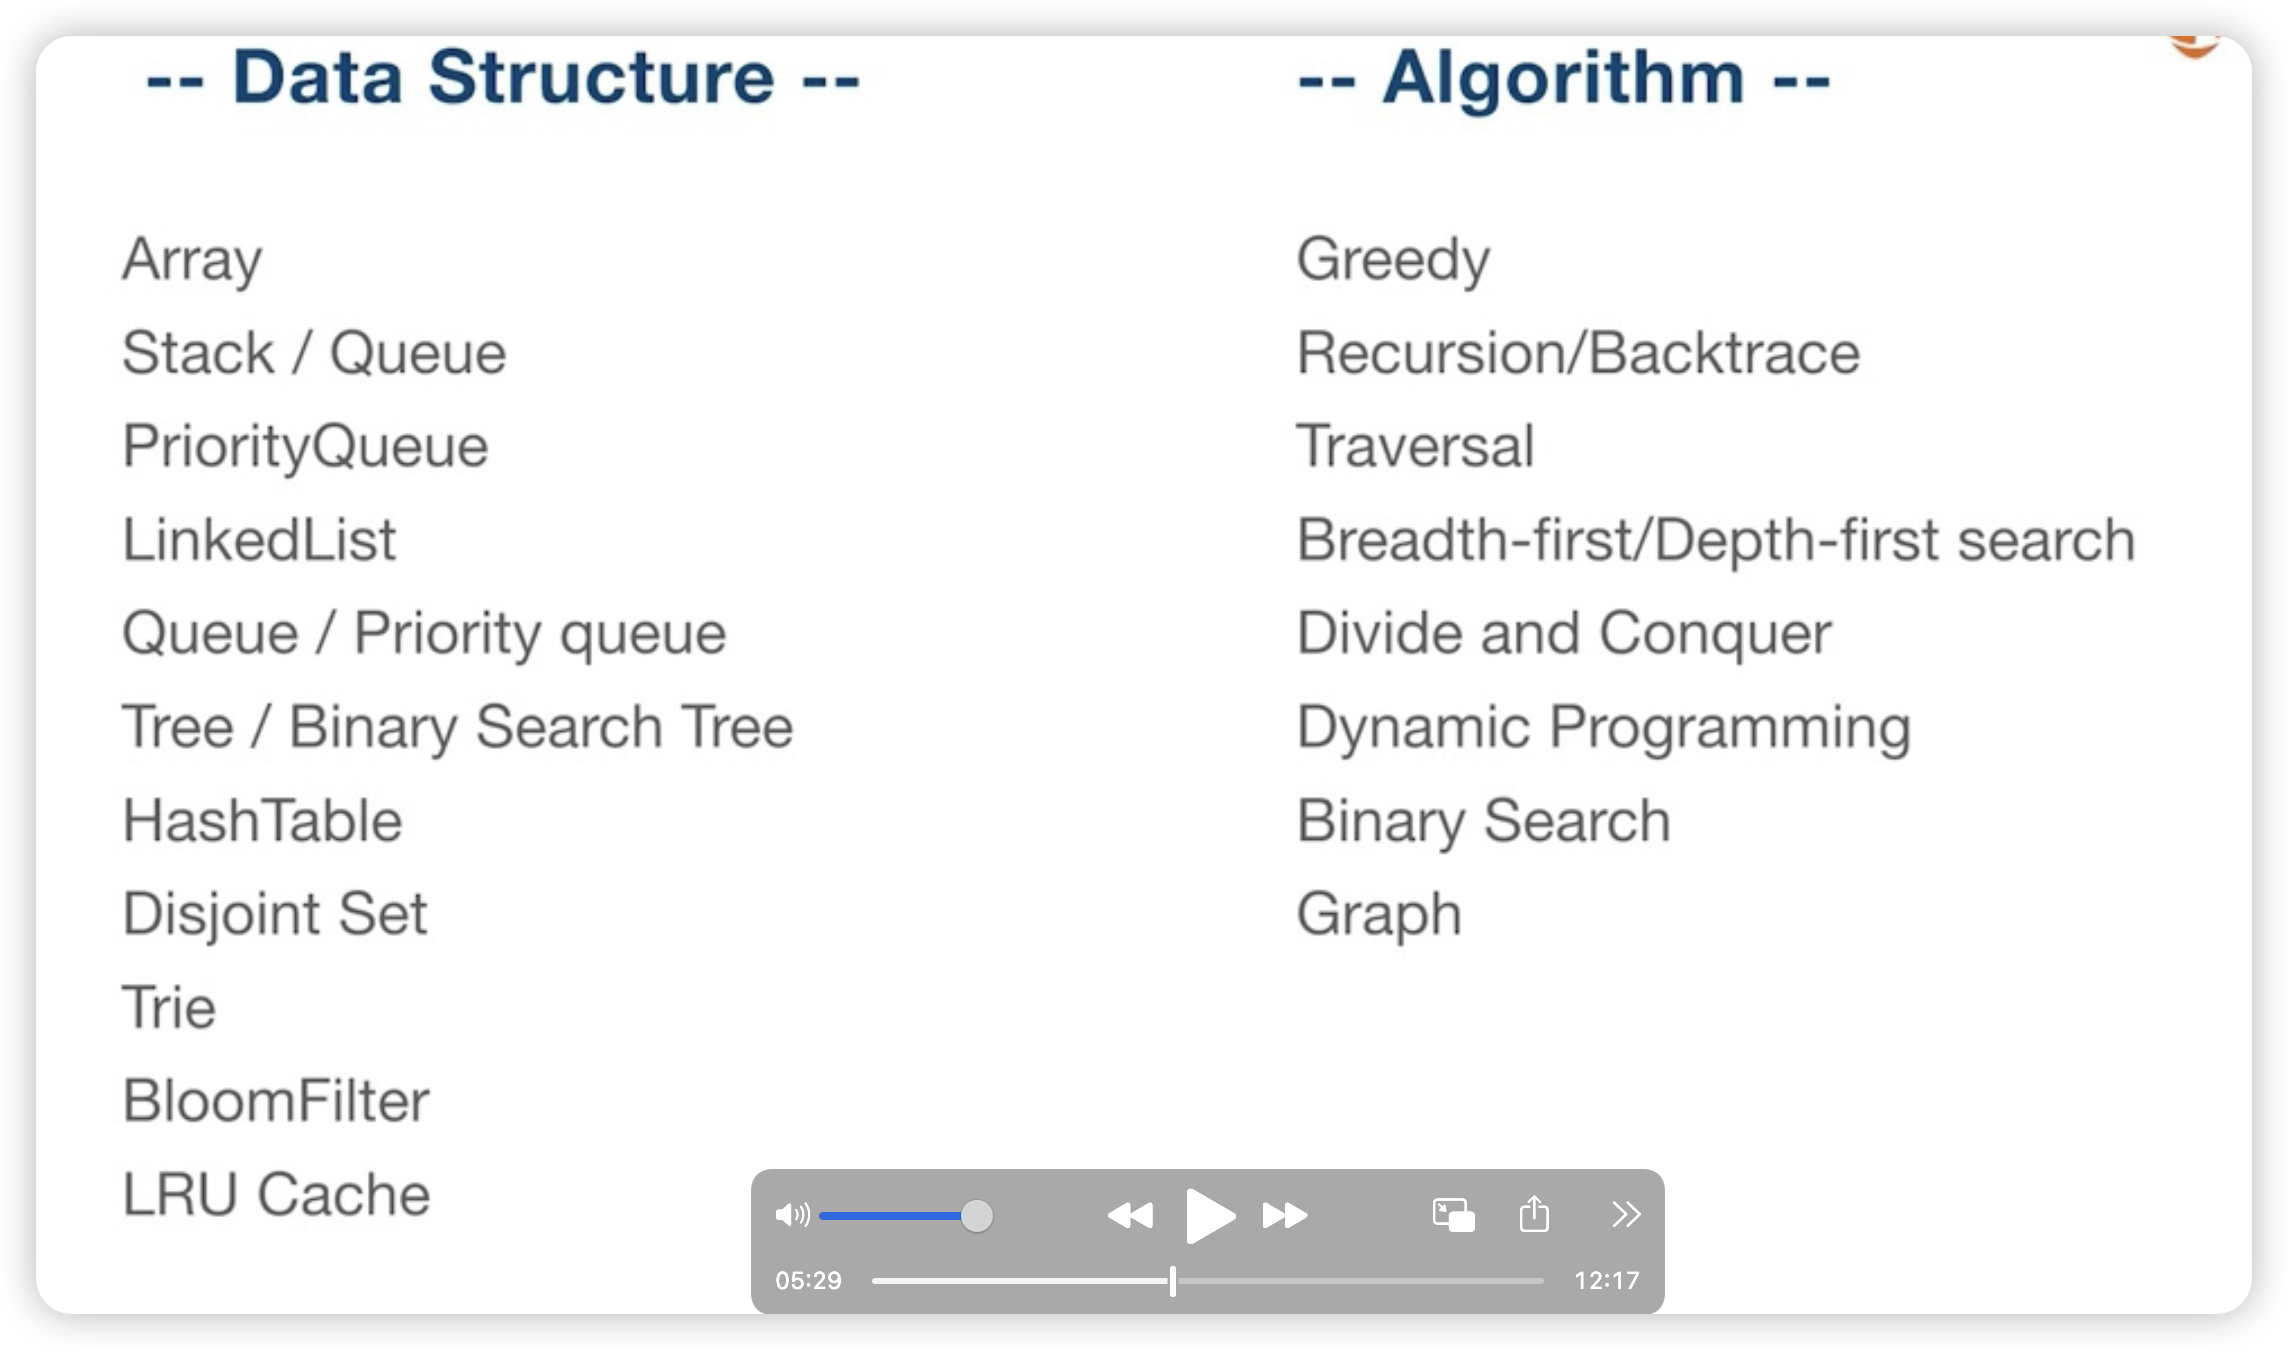 -- Data Structure --
Array
Stack / Queue
PriorityQueue
LinkedList
Queue / Priority queue
Tree / Binary Search Tree
HashTable
Disjoint Set
Trie
BloomFilter
LRU Cache
-- Algorithm --
Greedy
Recursion/Backtrace
Traversal
Breadth-first/Depth-first search
Divide and Conquer
Dynamic Programming
Binary Search
Graph
05:29
12:17